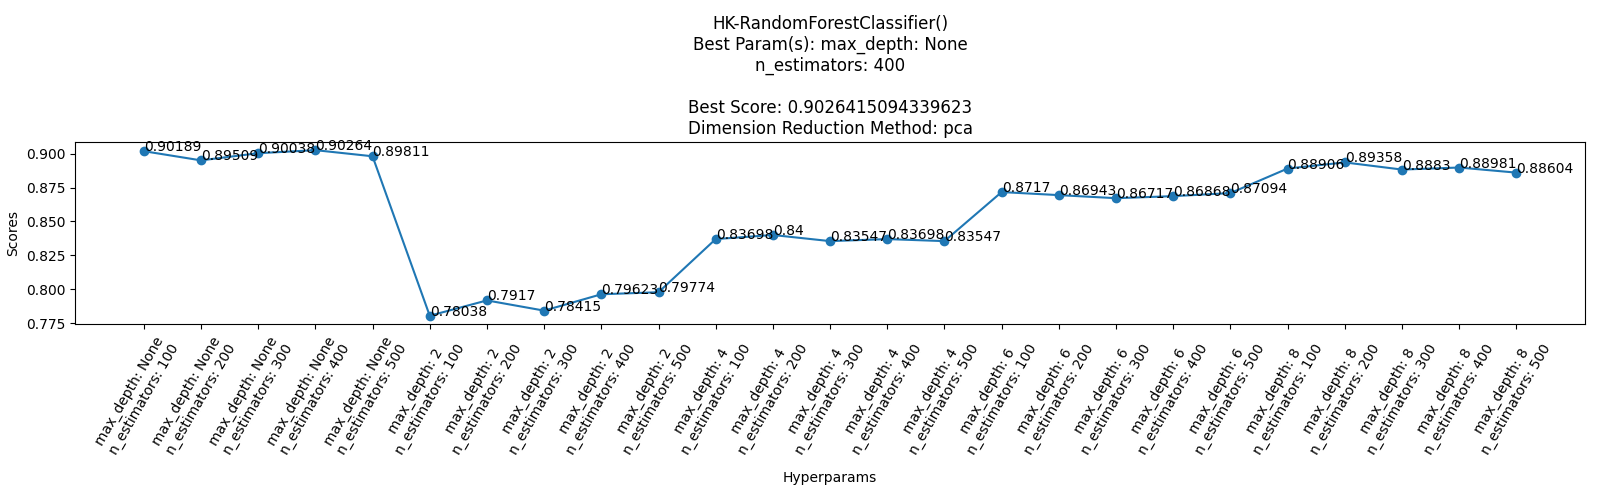 HK-RandomForestClassifier()
Best Param(s): max_depth: None
n_estimators: 400
Best Score: 0.9026415094339623
Dimension Reduction Method: pca
Scores
0.900
0.875
0.850
0.825
0.800
0.775
0.90189
0.89509
0.90038
0.90264
0.89811
0.78038
0.7917
0.78415
0.79623
0.79774
0.83698
0.84
0.83547
0.83698
0.83547
0.8717
0.86943
0.86717
0.86868
0.87094
0.88906
0.89358
0.8883
0.88981
0.88604
max_depth: None
n_estimators: 100
max_depth: None
n_estimators: 200
max_depth: None
n_estimators: 300
max_depth: None
n_estimators: 400
max_depth: None
n_estimators: 500
max_depth: 2
n_estimators: 100
max_depth: 2
n_estimators: 200
max_depth: 2
n_estimators: 300
max_depth: 2
n_estimators: 400
max_depth: 2
n_estimators: 500
max_depth: 4
n_estimators: 100
max_depth: 4
n_estimators: 200
max_depth: 4
n_estimators: 300
max_depth: 4
n_estimators: 400
max_depth: 4
n_estimators: 500
max_depth: 6
n_estimators: 100
max_depth: 6
n_estimators: 200
max_depth: 6
n_estimators: 300
max_depth: 6
n_estimators: 400
max_depth: 6
n_estimators: 500
max_depth: 8
n_estimators: 100
max_depth: 8
n_estimators: 200
max_depth: 8
n_estimators: 300
max_depth: 8
n_estimators: 400
max_depth: 8
n_estimators: 500
Hyperparams